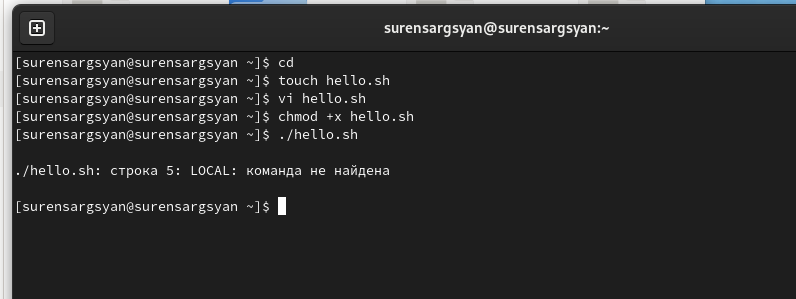 surensargsyan@surensargsyan:~
[surensargsyan@surensargsyan ~]$ cd
[surensargsyan@surensargsyan ~]$ touch hello.sh
[surensargsyan@surensargsyan ~]$ vi hello.sh
[surensargsyan@surensargsyan ~]$ chmod +x hello.sh
[surensargsyan@surensargsyan ~]$ ./hello.sh
./hello.sh: строка 5: LOCAL: команда не найдена
[surensargsyan@surensargsyan ~]$